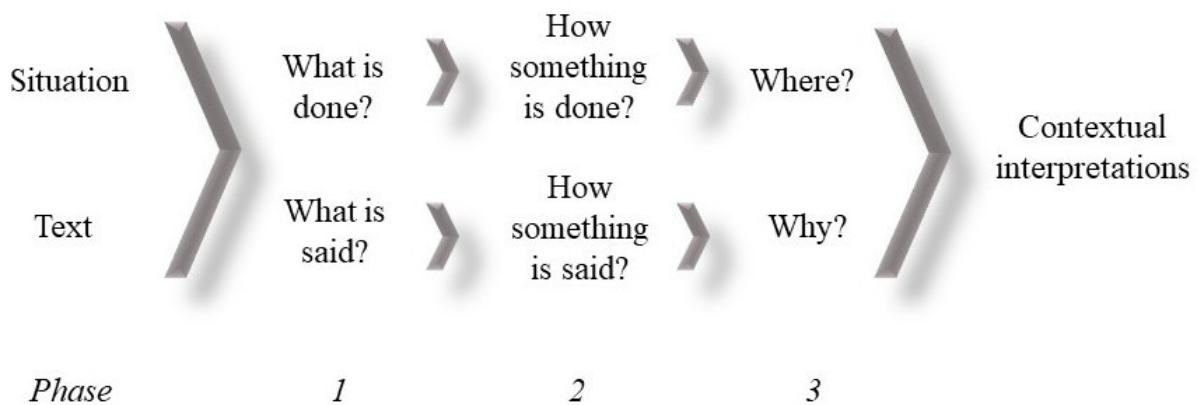 Situation
What is
done?
How
something
is done?
Where?
Contextual
interpretations
Text
What is
said?
How
something
is said?
Why?
Phase 1 2 3